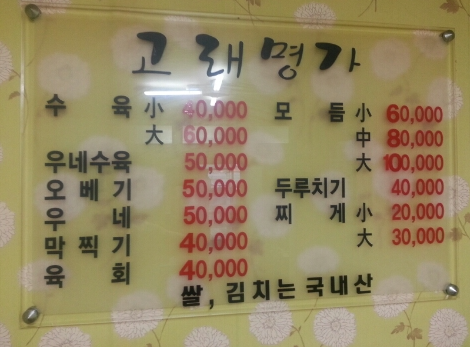 고래명가
수 육 小 40,000
大 60,000
우네수육 50,000
오베기 50,000
우 네 50,000
막찍기 40,000
육 회 40,000
모 듬 小 60,000
中 80,000
大 100,000
두루치기 40,000
찌 게 小 20,000
大 30,000
쌀, 김치는 국내산